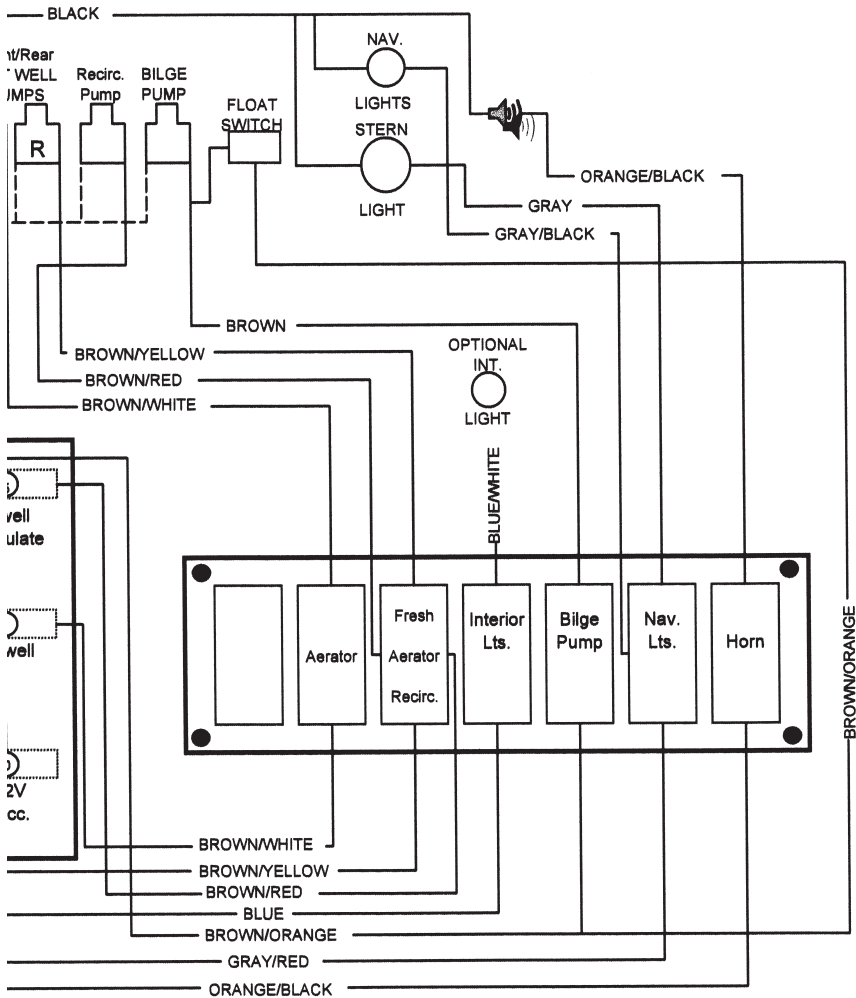 BLACK
NAV.
LIGHTS
nt/Rear
WELL
UMPS
R
Recirc.
Pump
BILGE
PUMP
FLOAT
SWITCH
STERN
LIGHT
ORANGE/BLACK
GRAY
GRAY/BLACK
BROWN
BROWN/YELLOW
BROWN/RED
BROWN/WHITE
OPTIONAL
INT.
LIGHT
BLUE/WHITE
well
ulate
well
2V
cc.
Aerator
Fresh
Aerator
Recirc.
Interior
Lts.
Bilge
Pump
Nav.
Lts.
Horn
BROWN/ORANGE
BROWN/WHITE
BROWN/YELLOW
BROWN/RED
BLUE
BROWN/ORANGE
GRAY/RED
ORANGE/BLACK